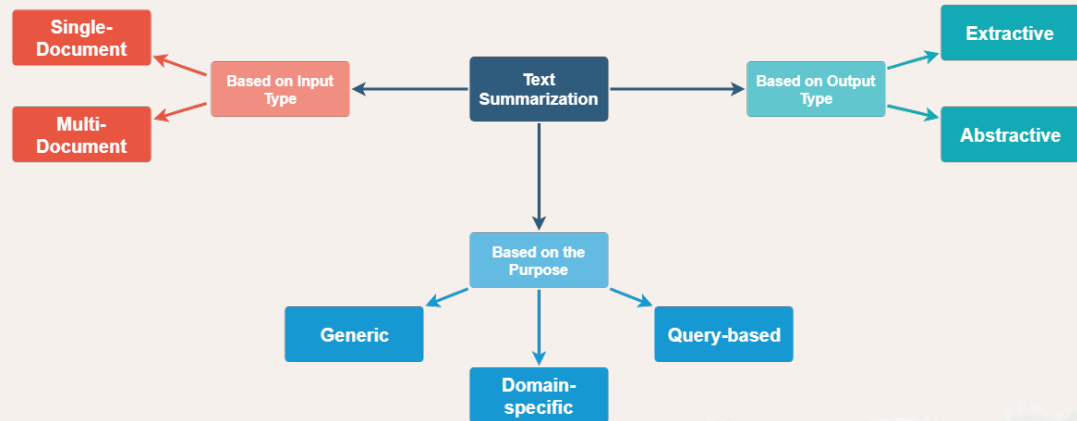 Single-
Document
Multi-
Document
Based on Input
Type
Text
Summarization
Based on Output
Type
Extractive
Abstractive
Based on the
Purpose
Generic
Query-based
Domain-
specific